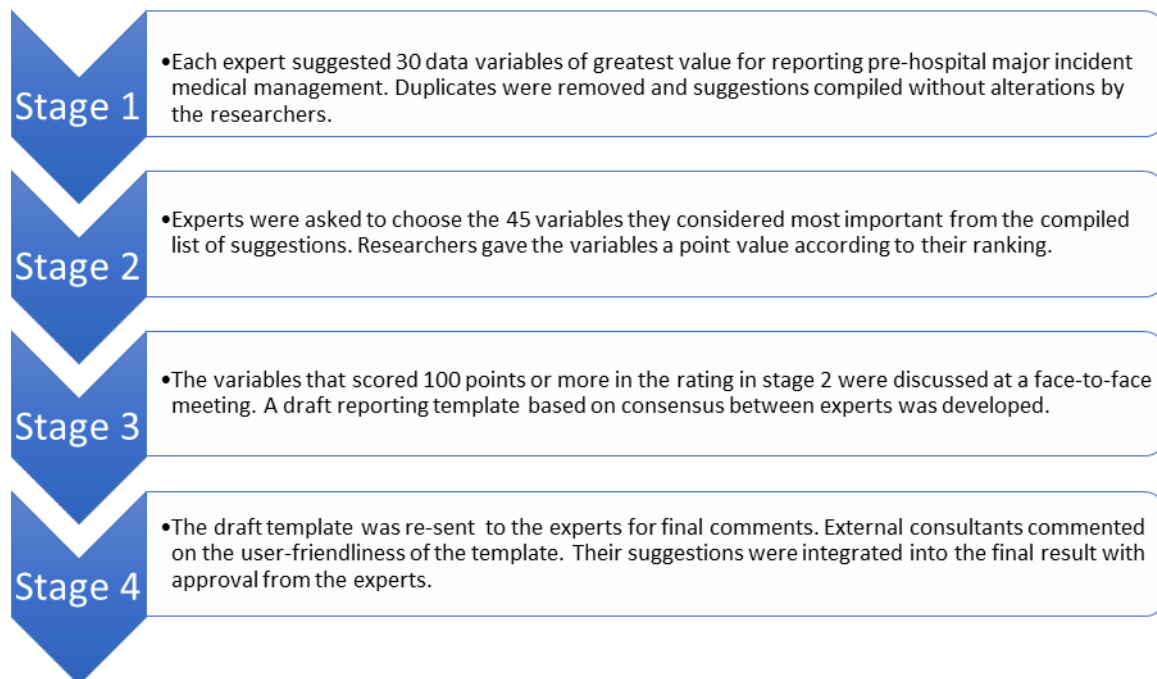 Stage 1
•Each expert suggested 30 data variables of greatest value for reporting pre-hospital major incident
medical management. Duplicates were removed and suggestions compiled without alterations by
the researchers.
Stage 2
•Experts were asked to choose the 45 variables they considered most important from the compiled
list of suggestions. Researchers gave the variables a point value according to their ranking.
Stage 3
•The variables that scored 100 points or more in the rating in stage 2 were discussed at a face-to-face
meeting. A draft reporting template based on consensus between experts was developed.
Stage 4
•The draft template was re-sent to the experts for final comments. External consultants commented
on the user-friendliness of the template. Their suggestions were integrated into the final result with
approval from the experts.